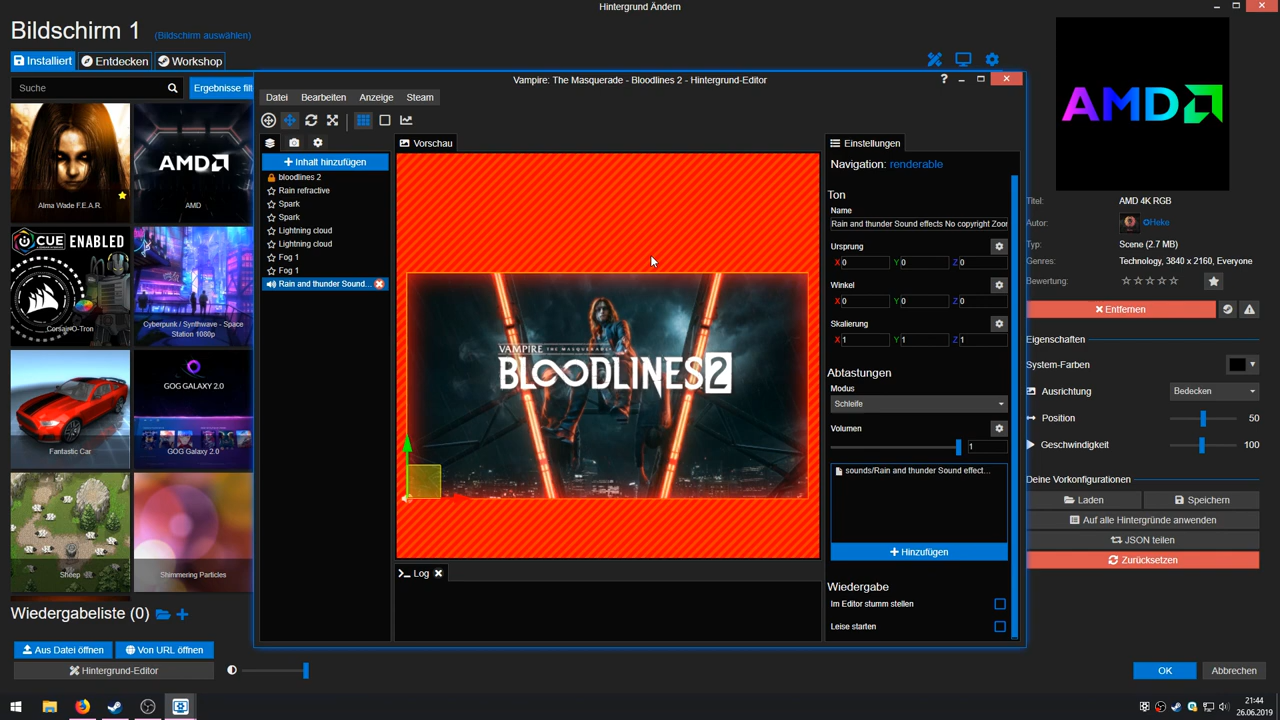 Hintergrund Ändern
Bildschirm 1 (Bildschirm auswählen)
Installiert Entdecken Workshop
Suche
Ergebnisse filt
Alma Wade F.E.A.R.
AMD
AMD
CUE ENABLED
Corsair-O-Tron
Cyberpunk / Synthwave - Space Station 1080p
Fantastic Car
GOG GALAXY 2.0
GOG Galaxy 2.0
Sheep
Shimmering Particles
Wiedergabeliste (0)
Aus Datei öffnen Von URL öffnen
Hintergrund-Editor
Vampire: The Masquerade - Bloodlines 2 - Hintergrund-Editor
?
Datei Bearbeiten Anzeige Steam
Inhalt hinzufügen
bloodlines 2
Rain refractive
Spark
Spark
Lightning cloud
Lightning cloud
Fog 1
Fog 1
Rain and thunder Sound...
Vorschau
VAMPIRE THE MASQUERADE
BLOODLINES 2
Log
Einstellungen
Navigation: renderable
Ton
Name
Rain and thunder Sound effects No copyright Zoor
Ursprung
X 0 Y 0 Z 0
Winkel
X 0 Y 0 Z 0
Skalierung
X 1 Y 1 Z 1
Abtastungen
Modus
Schleife
Volumen
1
sounds/Rain and thunder Sound effect...
Hinzufügen
Wiedergabe
Im Editor stumm stellen
Leise starten
AMD
Titel: AMD 4K RGB
Autor: Heke
Typ: Scene (2.7 MB)
Genres: Technology, 3840 x 2160, Everyone
Bewertung:
Entfernen
Eigenschaften
System-Farben
Ausrichtung Bedecken
Position 50
Geschwindigkeit 100
Deine Vorkonfigurationen
Laden Speichern
Auf alle Hintergründe anwenden
JSON teilen
Zurücksetzen
OK Abbrechen
21:44
26.06.2019